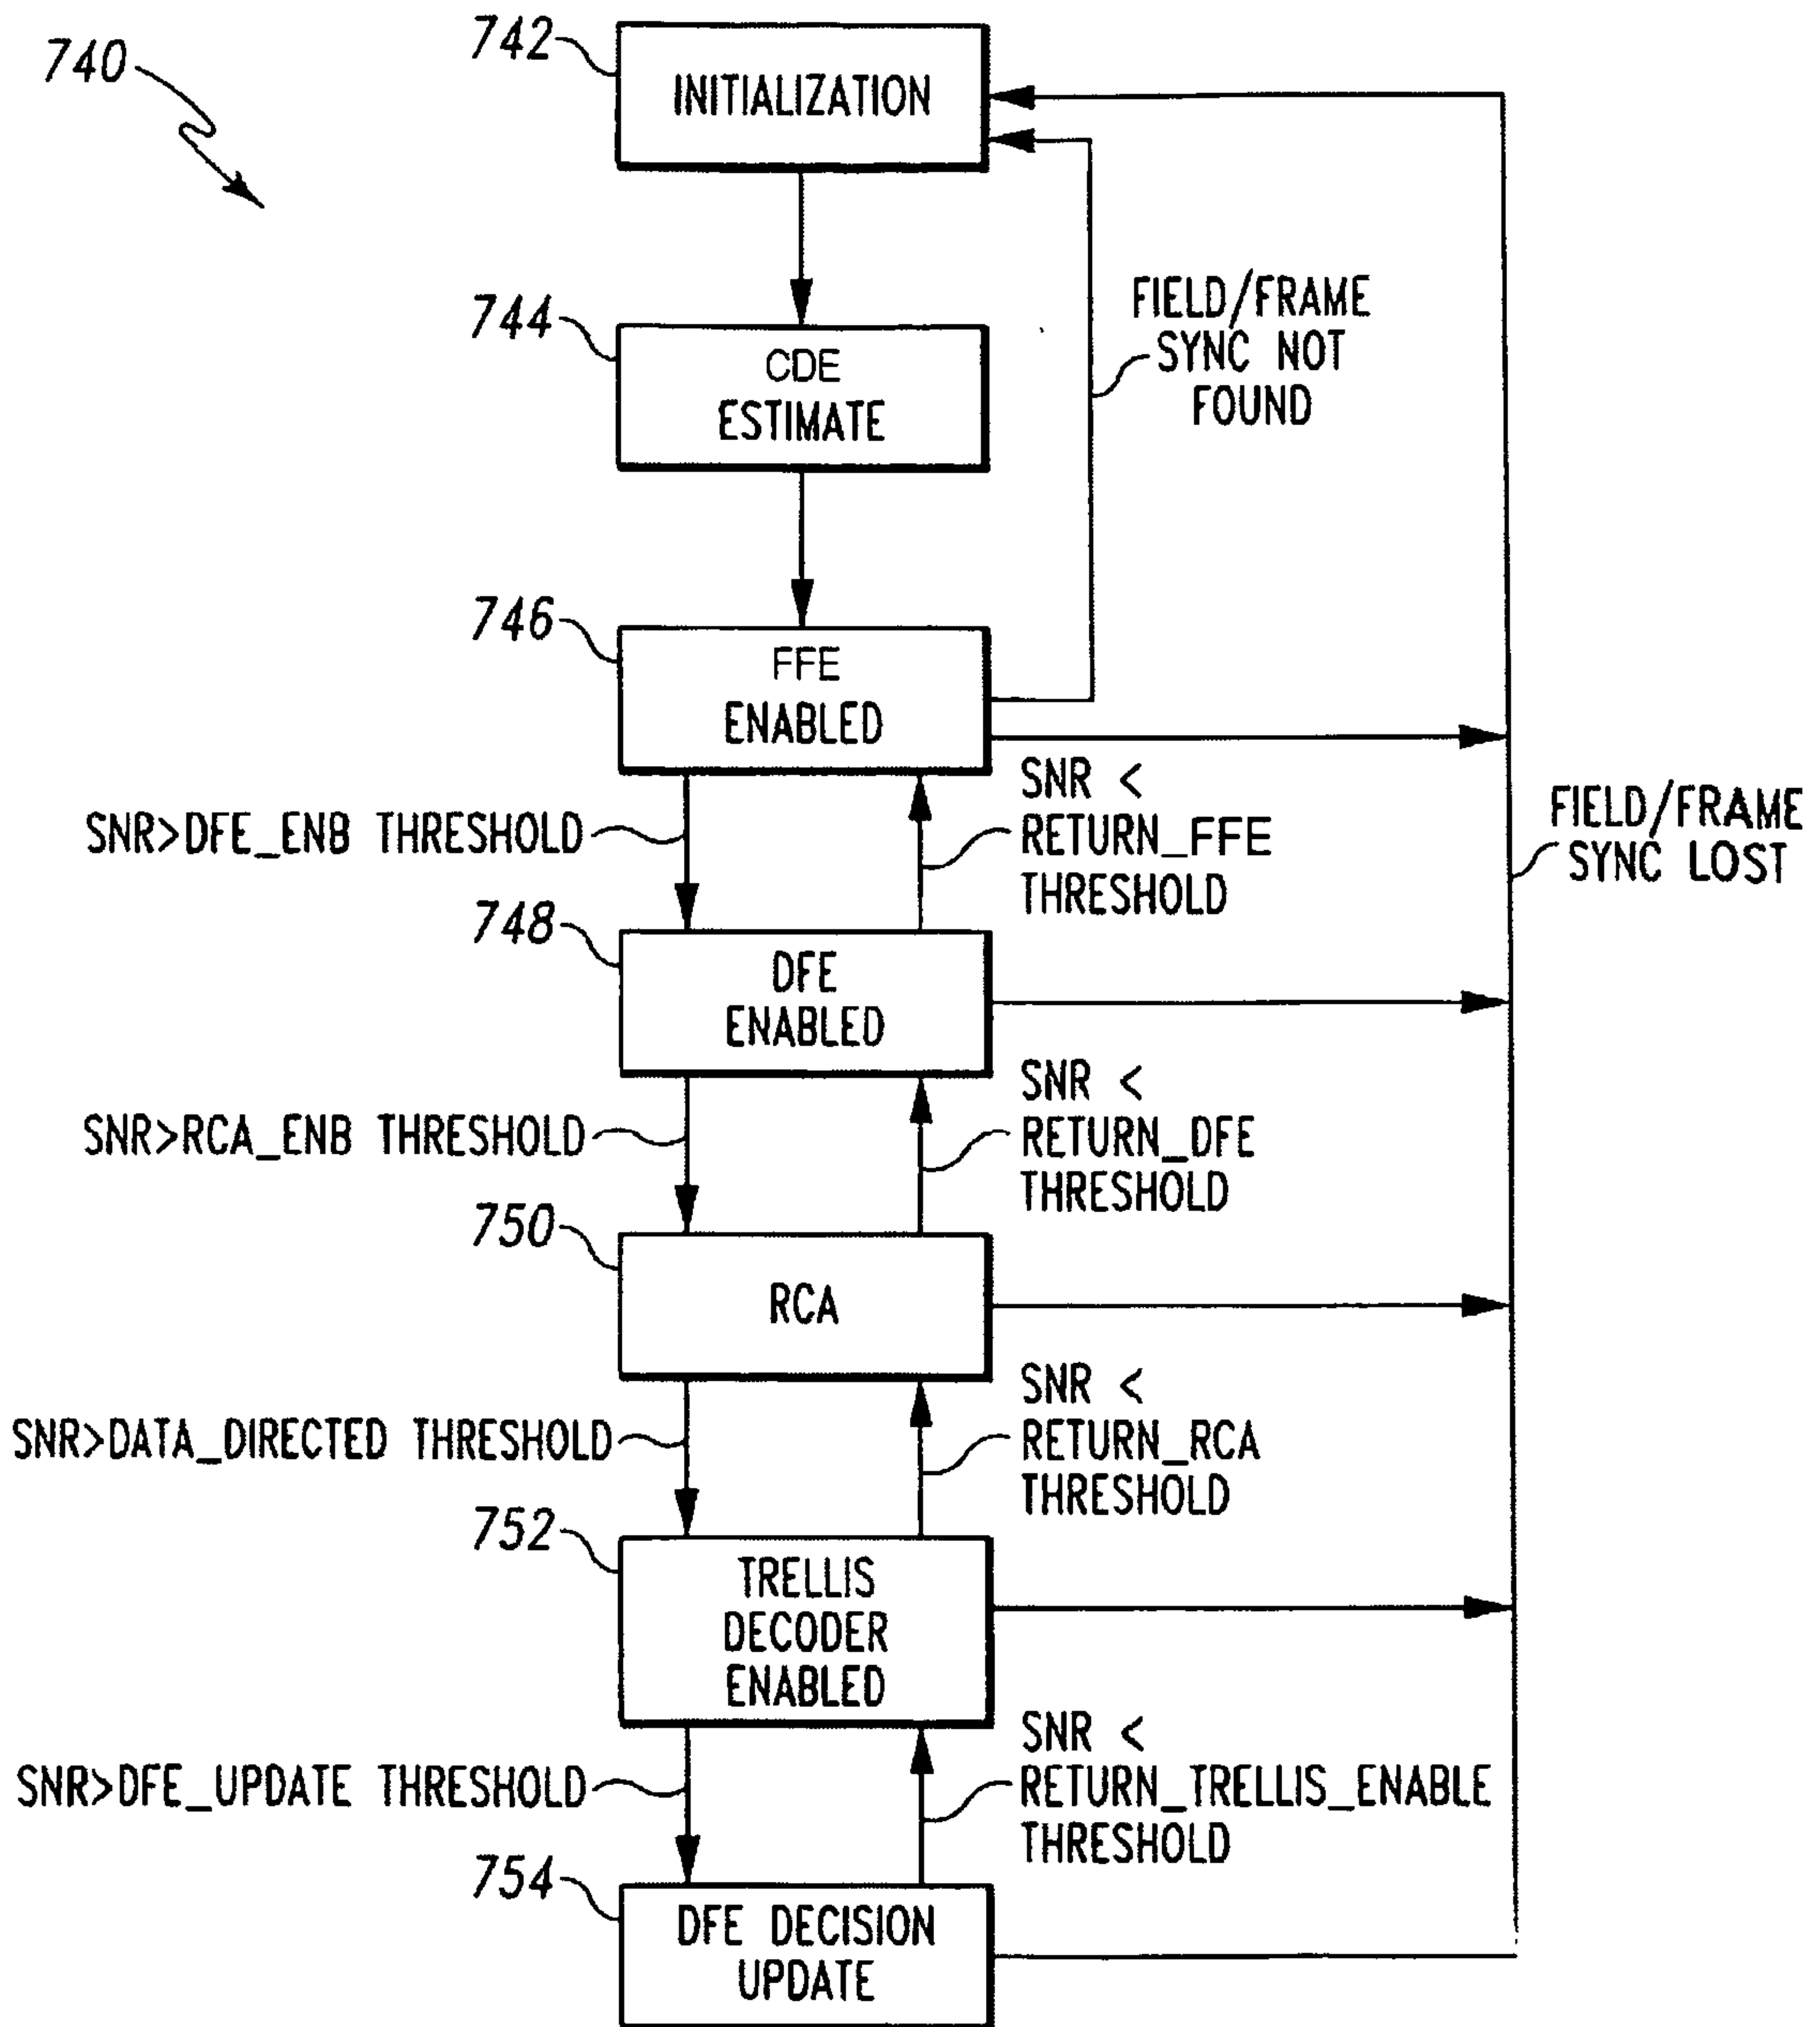 740
742
INITIALIZATION
744
CDE
ESTIMATE
FIELD/FRAME
SYNC NOT
FOUND
746
FFE
ENABLED
SNR>DFE_ENB THRESHOLD
SNR <
RETURN_FFE
THRESHOLD
FIELD/FRAME
SYNC LOST
748
DFE
ENABLED
SNR>RCA_ENB THRESHOLD
SNR <
RETURN_DFE
THRESHOLD
750
RCA
SNR>DATA_DIRECTED THRESHOLD
SNR <
RETURN_RCA
THRESHOLD
752
TRELLIS
DECODER
ENABLED
SNR>DFE_UPDATE THRESHOLD
SNR <
RETURN_TRELLIS_ENABLE
THRESHOLD
754
DFE DECISION
UPDATE